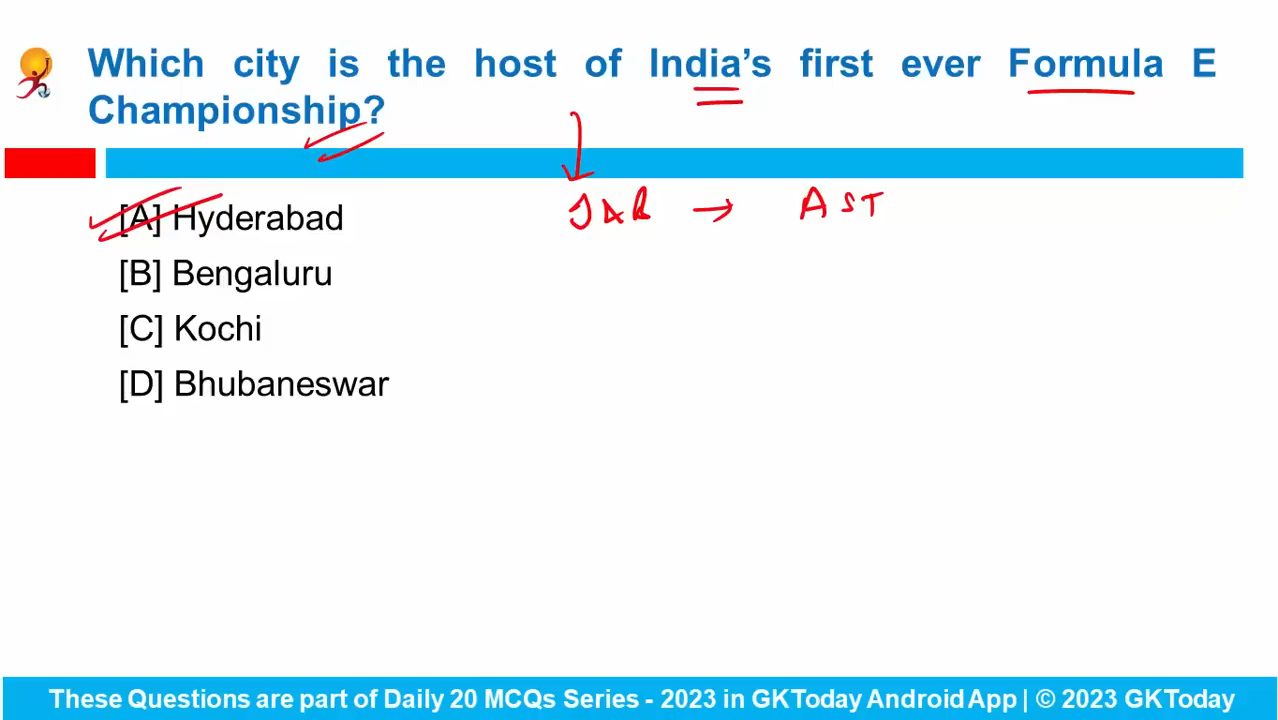 Which city is the host of India's first ever Formula E
Championship?
JAR → AST
[A] Hyderabad
[B] Bengaluru
[C] Kochi
[D] Bhubaneswar
These Questions are part of Daily 20 MCQs Series - 2023 in GKToday Android App | © 2023 GKToday